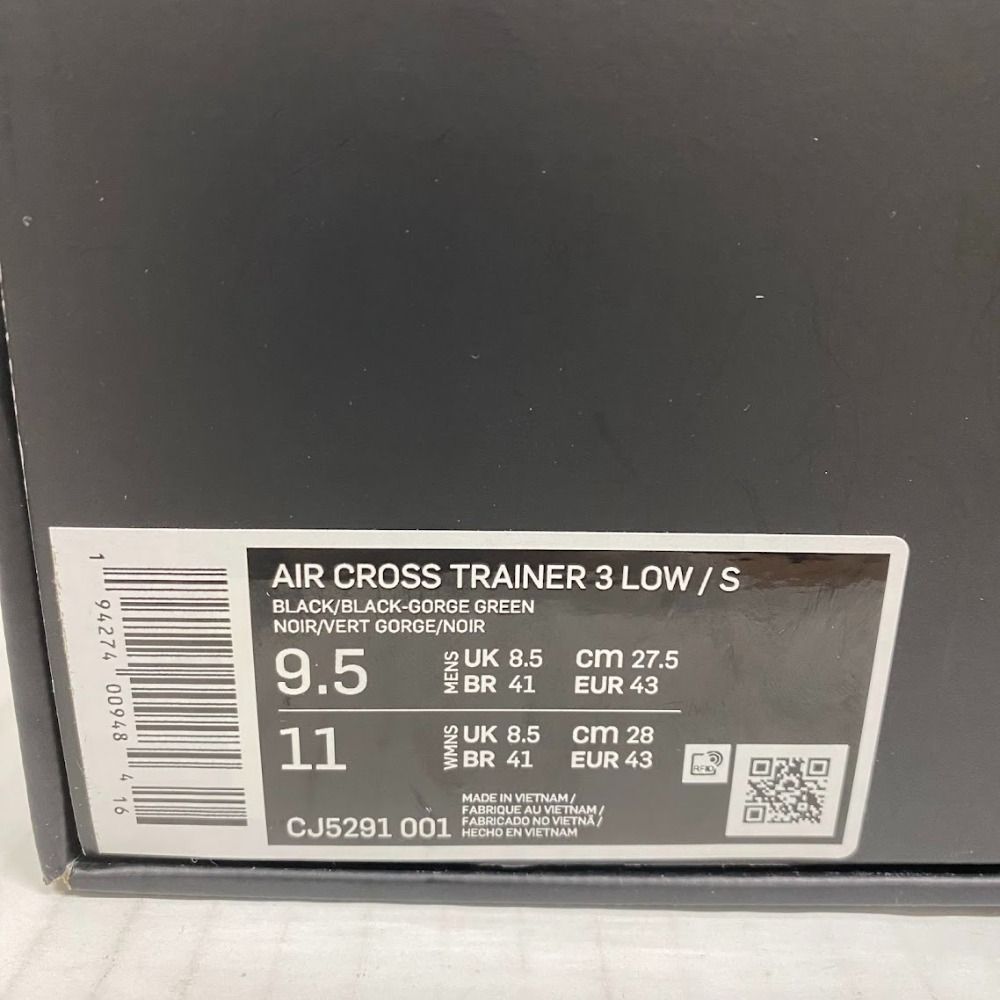 AIR CROSS TRAINER 3 LOW / S
BLACK/BLACK-GORGE GREEN
NOIR/VERT GORGE/NOIR
9.5 MENS UK 8.5 cm 27.5
BR 41 EUR 43
11 WMNS UK 8.5 cm 28
BR 41 EUR 43
RFID
CJ5291 001
MADE IN VIETNAM /
FABRIQUE AU VIETNAM /
FABRICADO NO VIETNÃ /
HECHO EN VIETNAM
1 94274 00948 4 16